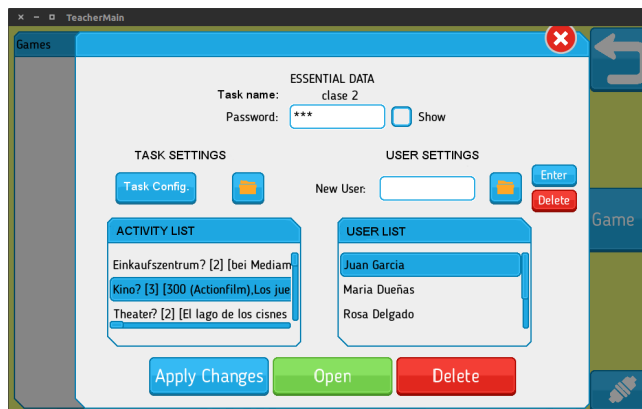 TeacherMain
Games
ESSENTIAL DATA
Task name: clase 2
Password: *** Show
TASK SETTINGS
USER SETTINGS
Task Config.
New User:
Enter
Delete
Game
ACTIVITY LIST
Einkaufszentrum? [2] [bei Mediam
Kino? [3] [300 (Actionfilm),Los jue
Theater? [2] [El lago de los cisnes
USER LIST
Juan Garcia
Maria Dueñas
Rosa Delgado
Apply Changes
Open
Delete